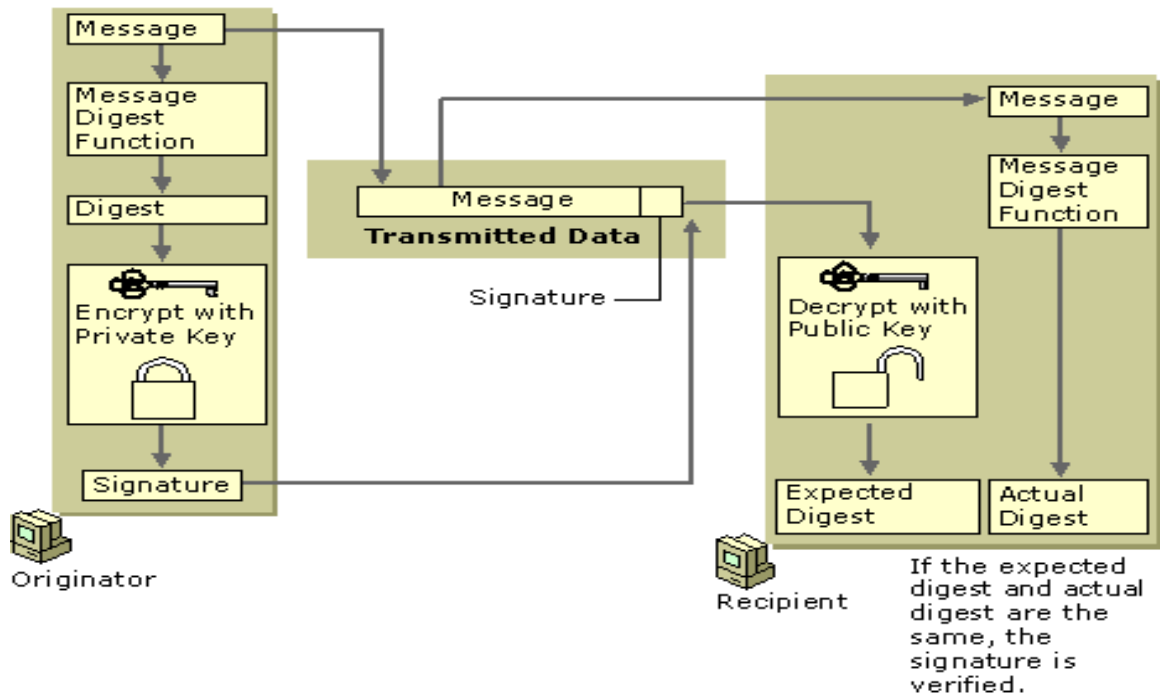 Message
Message
Digest
Function
Digest
Encrypt with
Private Key
Signature
Originator
Message
Transmitted Data
Signature
Message
Message
Digest
Function
Decrypt with
Public Key
Expected
Digest
Actual
Digest
Recipient
If the expected
digest and actual
digest are the
same, the
signature is
verified.